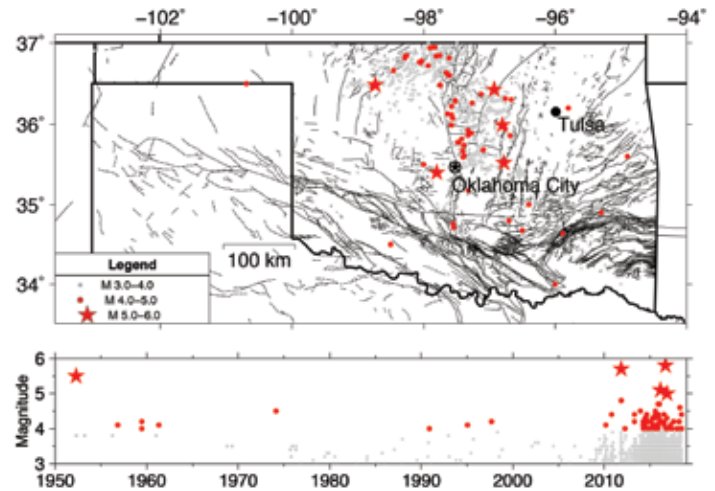 −102° −100° −98° −96° −94°
37°
36°
35°
34°
Tulsa
Oklahoma City
100 km
Legend
M 3.0–4.0
M 4.0–5.0
M 5.0–6.0
Magnitude
6
5
4
3
1950 1960 1970 1980 1990 2000 2010